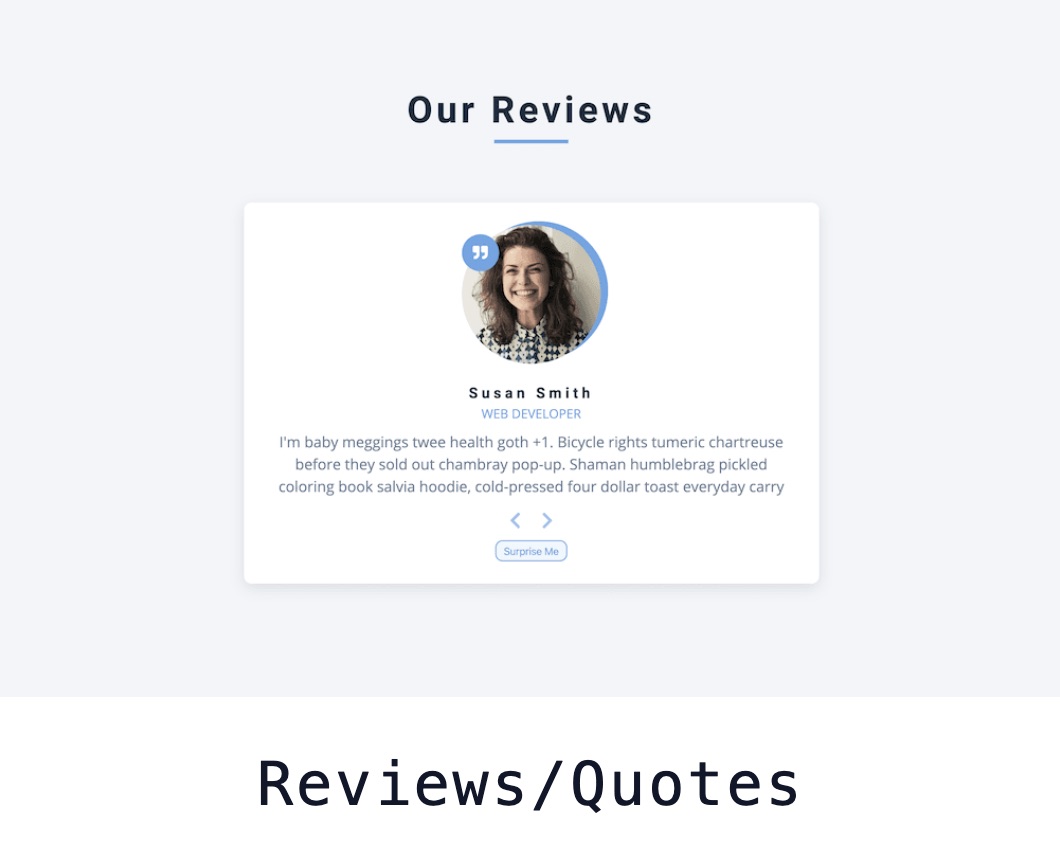 Our Reviews
Susan Smith
WEB DEVELOPER
I'm baby meggings twee health goth +1. Bicycle rights tumeric chartreuse
before they sold out chambray pop-up. Shaman humblebrag pickled
coloring book salvia hoodie, cold-pressed four dollar toast everyday carry
Surprise Me
Reviews/Quotes